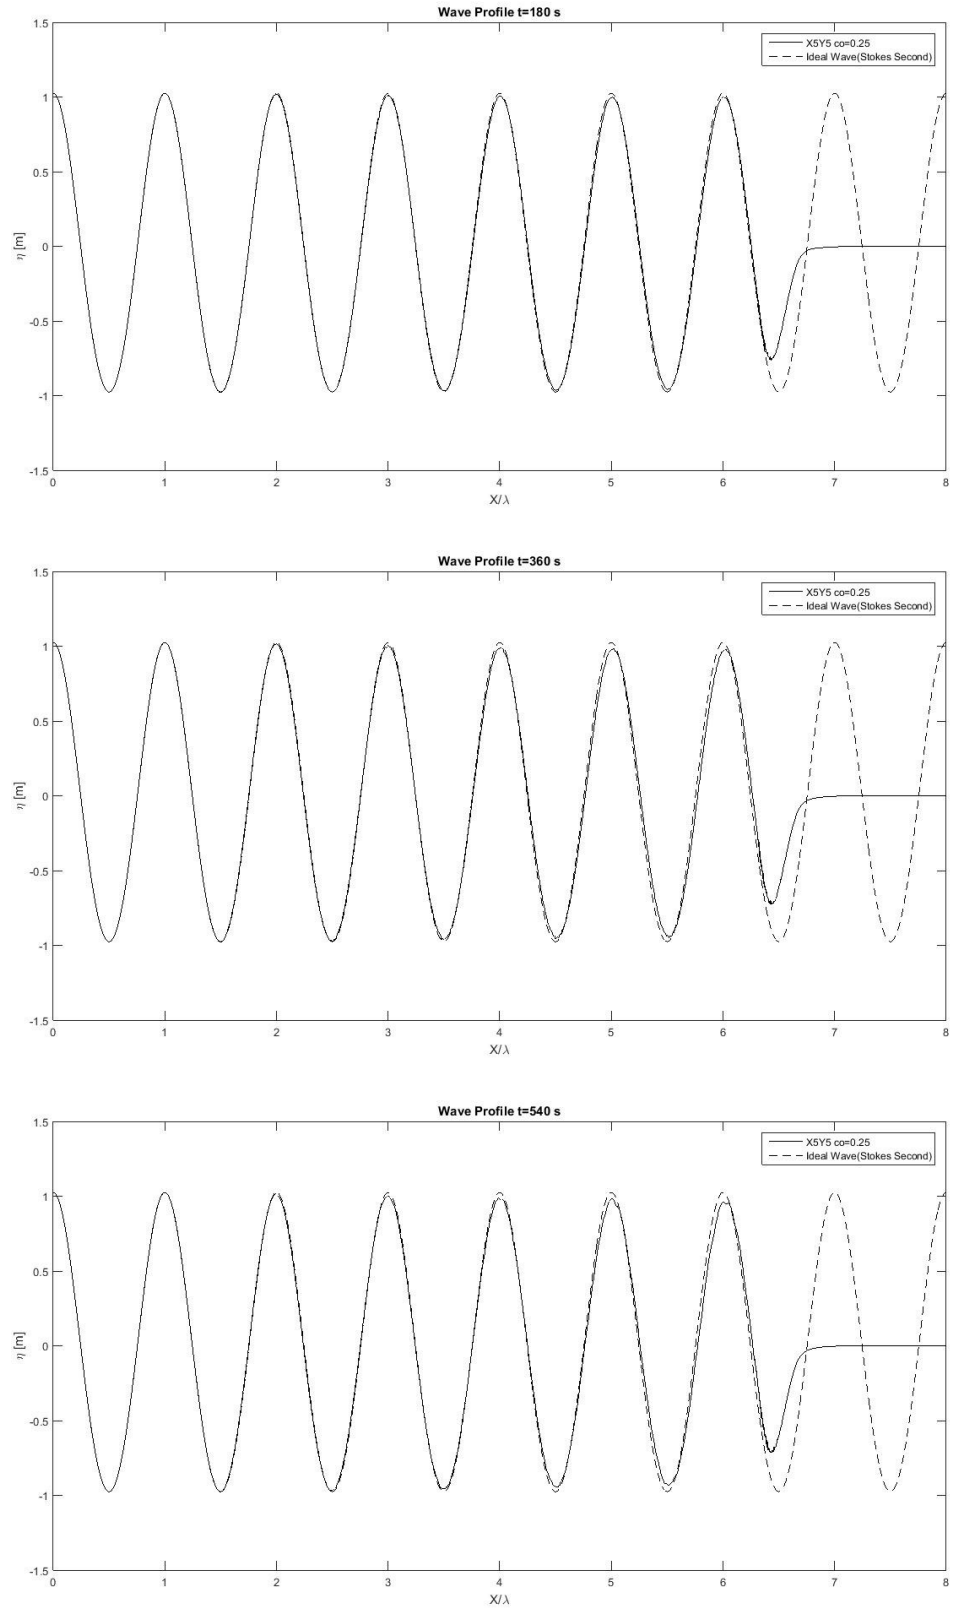 Wave Profile t=180 s
X5Y5 co=0.25
Ideal Wave(Stokes Second)
1.5
1
0.5
0
-0.5
-1
-1.5
η [m]
0 1 2 3 4 5 6 7 8
X/λ
Wave Profile t=360 s
X5Y5 co=0.25
Ideal Wave(Stokes Second)
1.5
1
0.5
0
-0.5
-1
-1.5
η [m]
0 1 2 3 4 5 6 7 8
X/λ
Wave Profile t=540 s
X5Y5 co=0.25
Ideal Wave(Stokes Second)
1.5
1
0.5
0
-0.5
-1
-1.5
η [m]
0 1 2 3 4 5 6 7 8
X/λ